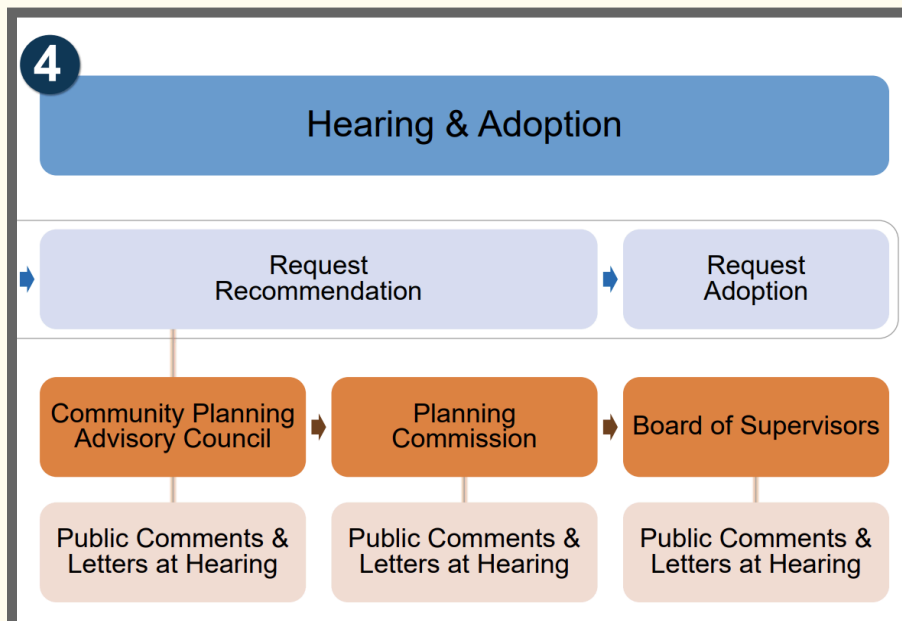 4
Hearing & Adoption
Request
Recommendation
Request
Adoption
Community Planning
Advisory Council
Planning
Commission
Board of Supervisors
Public Comments &
Letters at Hearing
Public Comments &
Letters at Hearing
Public Comments &
Letters at Hearing